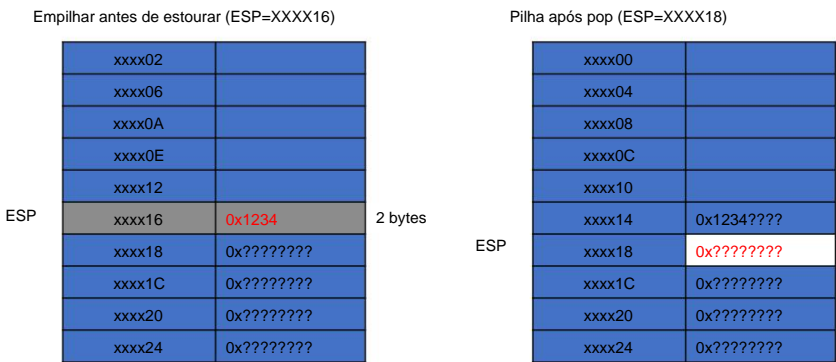 Empilhar antes de estourar (ESP=XXXX16)
xxxx02
xxxx06
xxxx0A
xxxx0E
xxxx12
ESP xxxx16 0x1234 2 bytes
xxxx18 0x????????
xxxx1C 0x????????
xxxx20 0x????????
xxxx24 0x????????
Pilha após pop (ESP=XXXX18)
xxxx00
xxxx04
xxxx08
xxxx0C
xxxx10
xxxx14 0x1234????
ESP xxxx18 0x????????
xxxx1C 0x????????
xxxx20 0x????????
xxxx24 0x????????